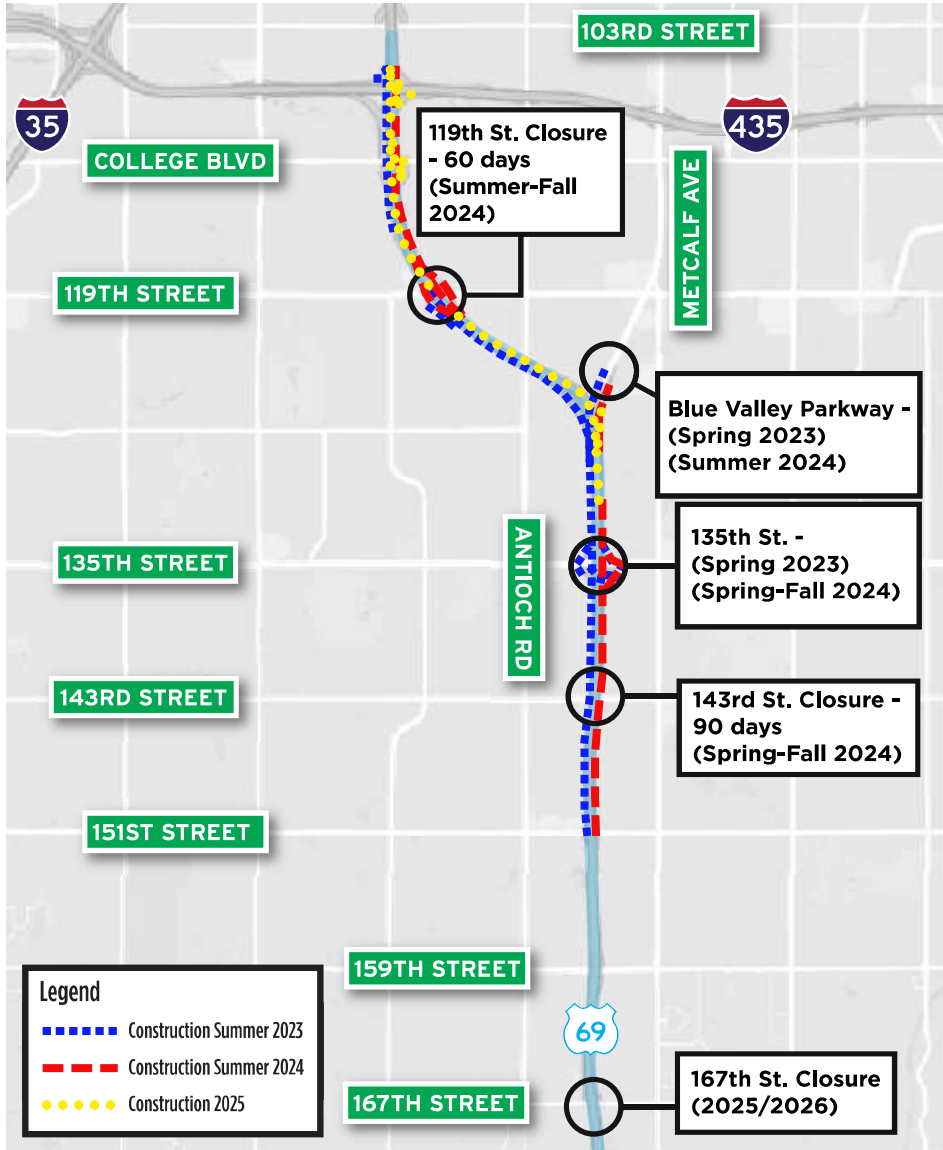 103RD STREET
35
435
COLLEGE BLVD
119th St. Closure
- 60 days
(Summer-Fall
2024)
METCALF AVE
119TH STREET
Blue Valley Parkway -
(Spring 2023)
(Summer 2024)
ANTIOCH RD
135TH STREET
135th St. -
(Spring 2023)
(Spring-Fall 2024)
143RD STREET
143rd St. Closure -
90 days
(Spring-Fall 2024)
151ST STREET
159TH STREET
Legend
Construction Summer 2023
Construction Summer 2024
Construction 2025
69
167TH STREET
167th St. Closure
(2025/2026)